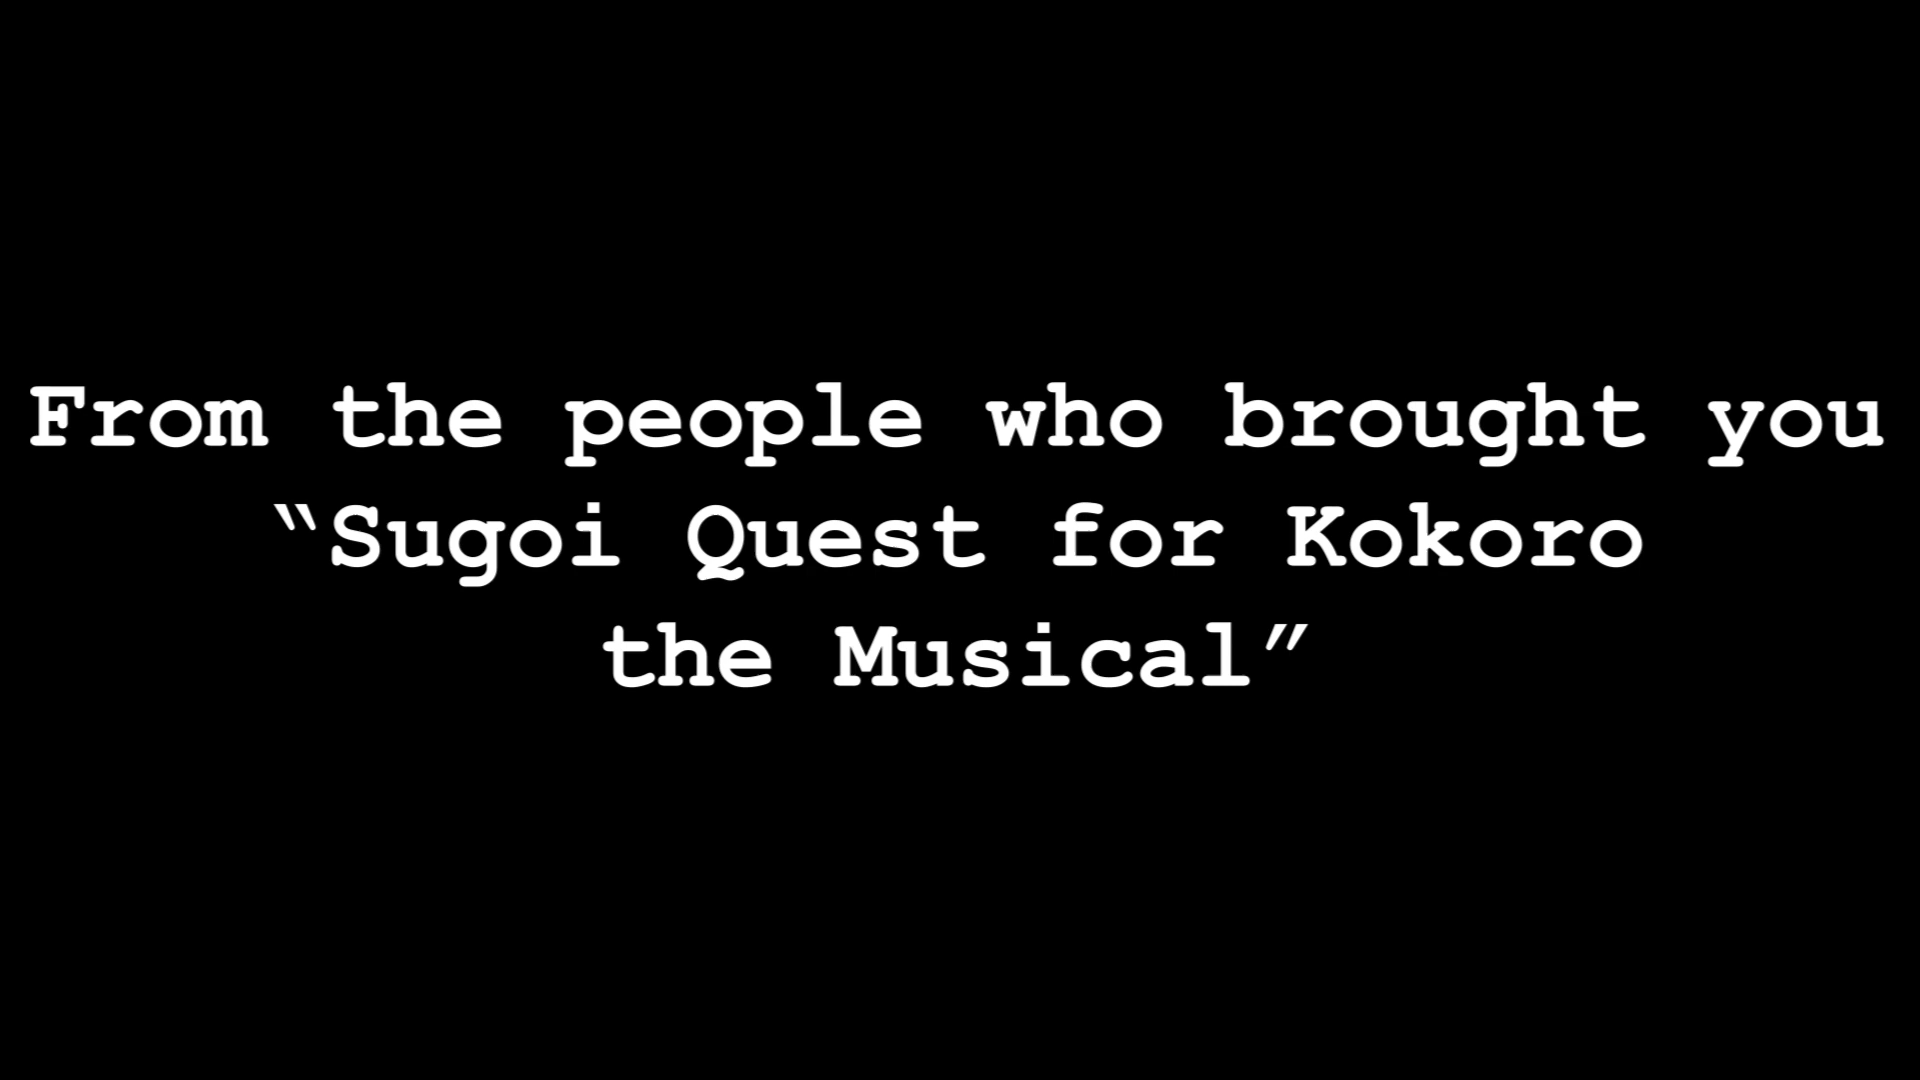 From the people who brought you
“Sugoi Quest for Kokoro
the Musical”